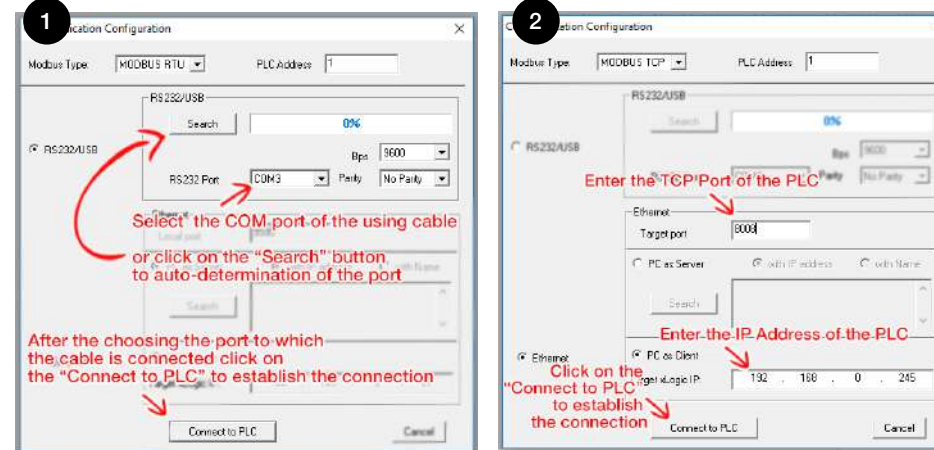 1
ication Configuration
Modbus Type: MODBUS RTU PLC Address 1
RS232/USB
Search 0%
RS232/USB
Bps 9600
RS232 Port COM3 Parity No Parity
Select the COM port of the using cable
or click on the "Search" button
to auto-determination of the port
Search
After the choosing the port to which
the cable is connected click on
the "Connect to PLC" to establish the connection
Connect to PLC Cancel
2
ation Configuration
Modbus Type: MODBUS TCP PLC Address 1
RS232/USB
Search 0%
RS232/USB
Bps 9600
Parity No Parity
Enter the TCP Port of the PLC
Ethernet
Target port 8008
PC as Server with IP address with Name
Search
Enter the IP Address of the PLC
Ethernet PC as Client
xLogic IP: 192 . 168 . 0 . 245
Click on the
"Connect to PLC"
to establish
the connection
Connect to PLC Cancel